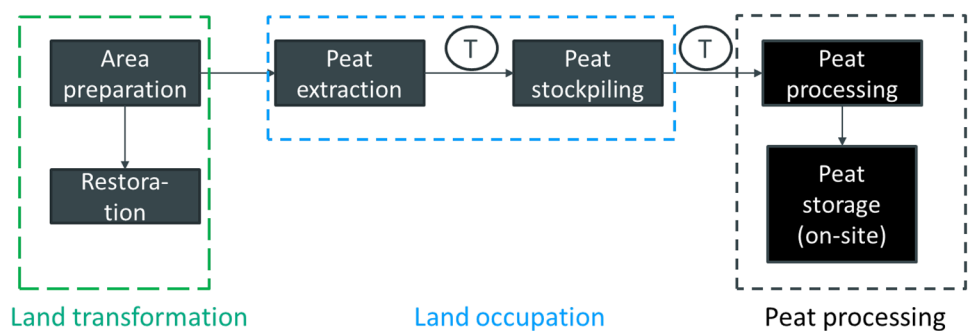 Area
preparation
Restora-
tion
Land transformation
Peat
extraction
T
Peat
stockpiling
Land occupation
T
Peat
processing
Peat
storage
(on-site)
Peat processing